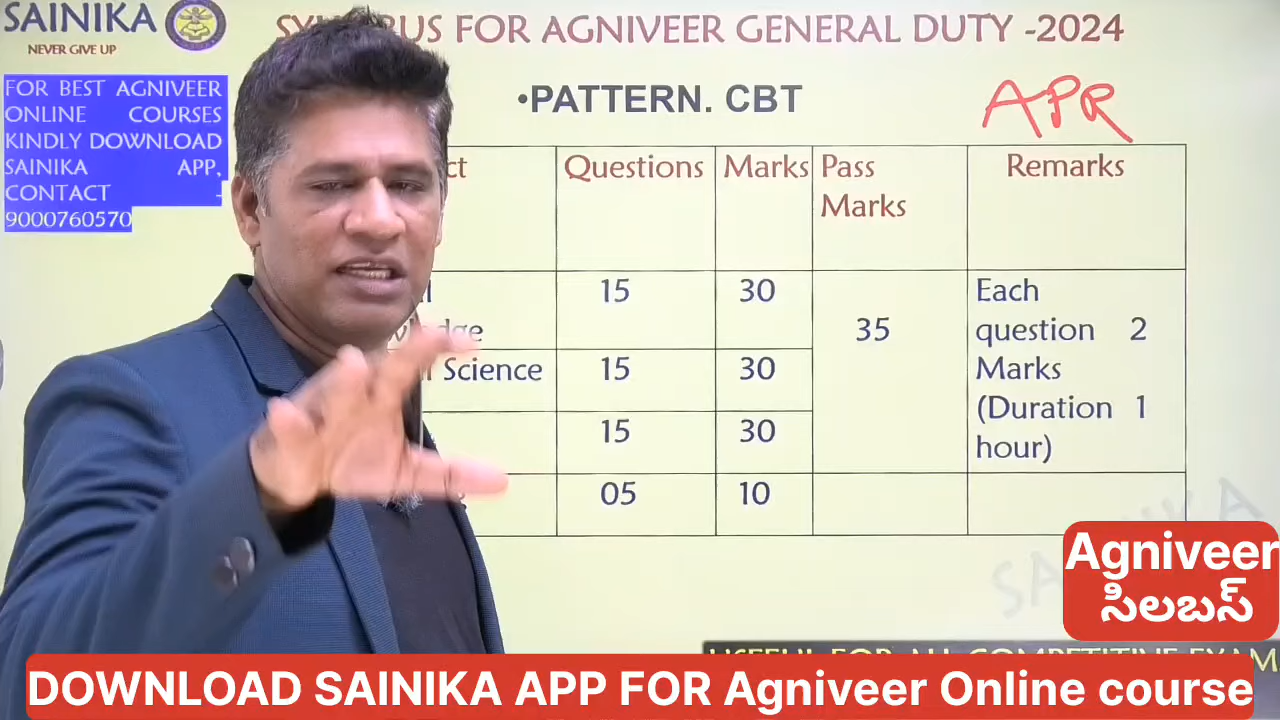 SAINIKA
NEVER GIVE UP
FOR AGNIVEER GENERAL DUTY -2024
FOR BEST AGNIVEER
ONLINE COURSES
KINDLY DOWNLOAD
SAINIKA APP,
CONTACT -
9000760570
•PATTERN. CBT
APR
Questions Marks Pass Marks Remarks
15 30 35 Each question 2 Marks (Duration 1 hour)
Science 15 30
15 30
05 10
Agniveer
సిలబస్
DOWNLOAD SAINIKA APP FOR Agniveer Online course